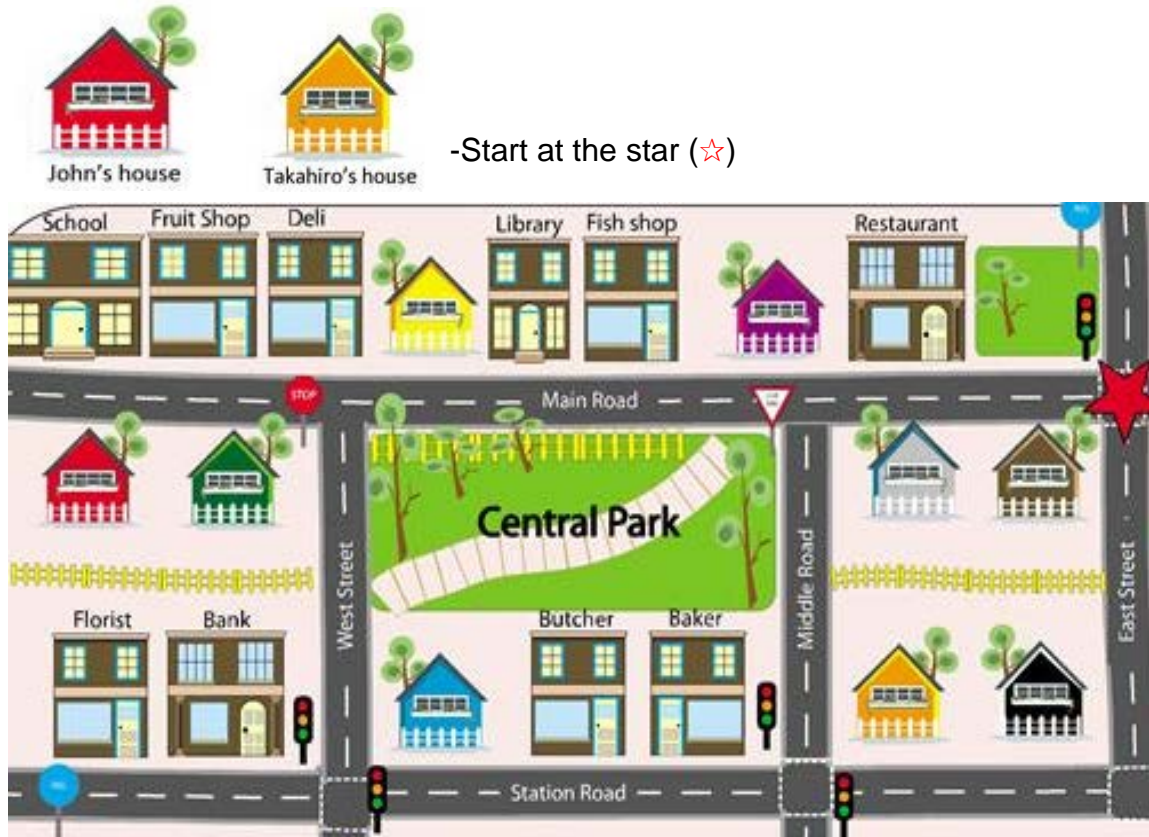 John's house
Takahiro's house
-Start at the star (☆)
School
Fruit Shop
Deli
Library
Fish shop
Restaurant
STOP
Main Road
Central Park
West Street
Middle Road
East Street
Florist
Bank
Butcher
Baker
Station Road